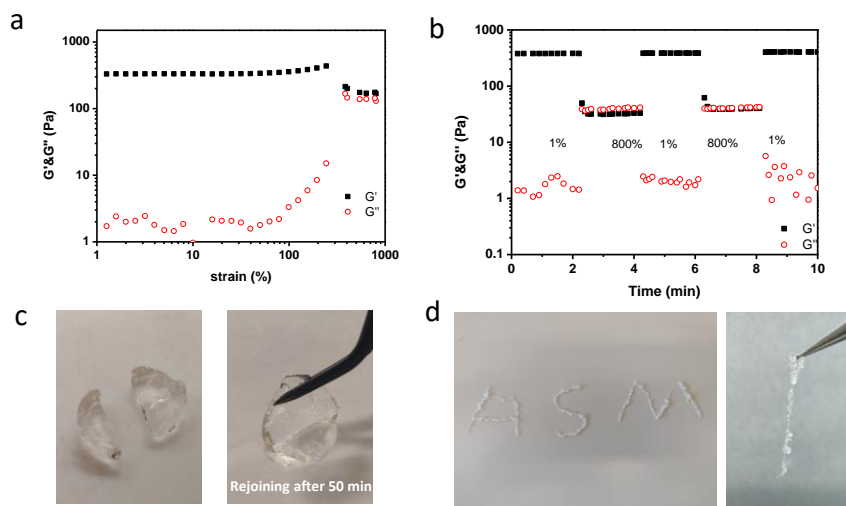 a
1000
100
10
1
G'&G'' (Pa)
1
10
100
1000
strain (%)
G'
G''
b
1000
100
10
1
0.1
G'&G'' (Pa)
1%
800%
1%
800%
1%
G'
G''
0
2
4
6
8
10
Time (min)
c
Rejoining after 50 min
d
A S M